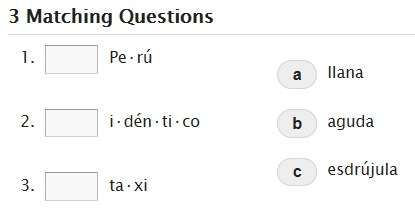 3 Matching Questions
1. Pe·rú
a llana
2. i·dén·ti·co
b aguda
c esdrújula
3. ta·xi